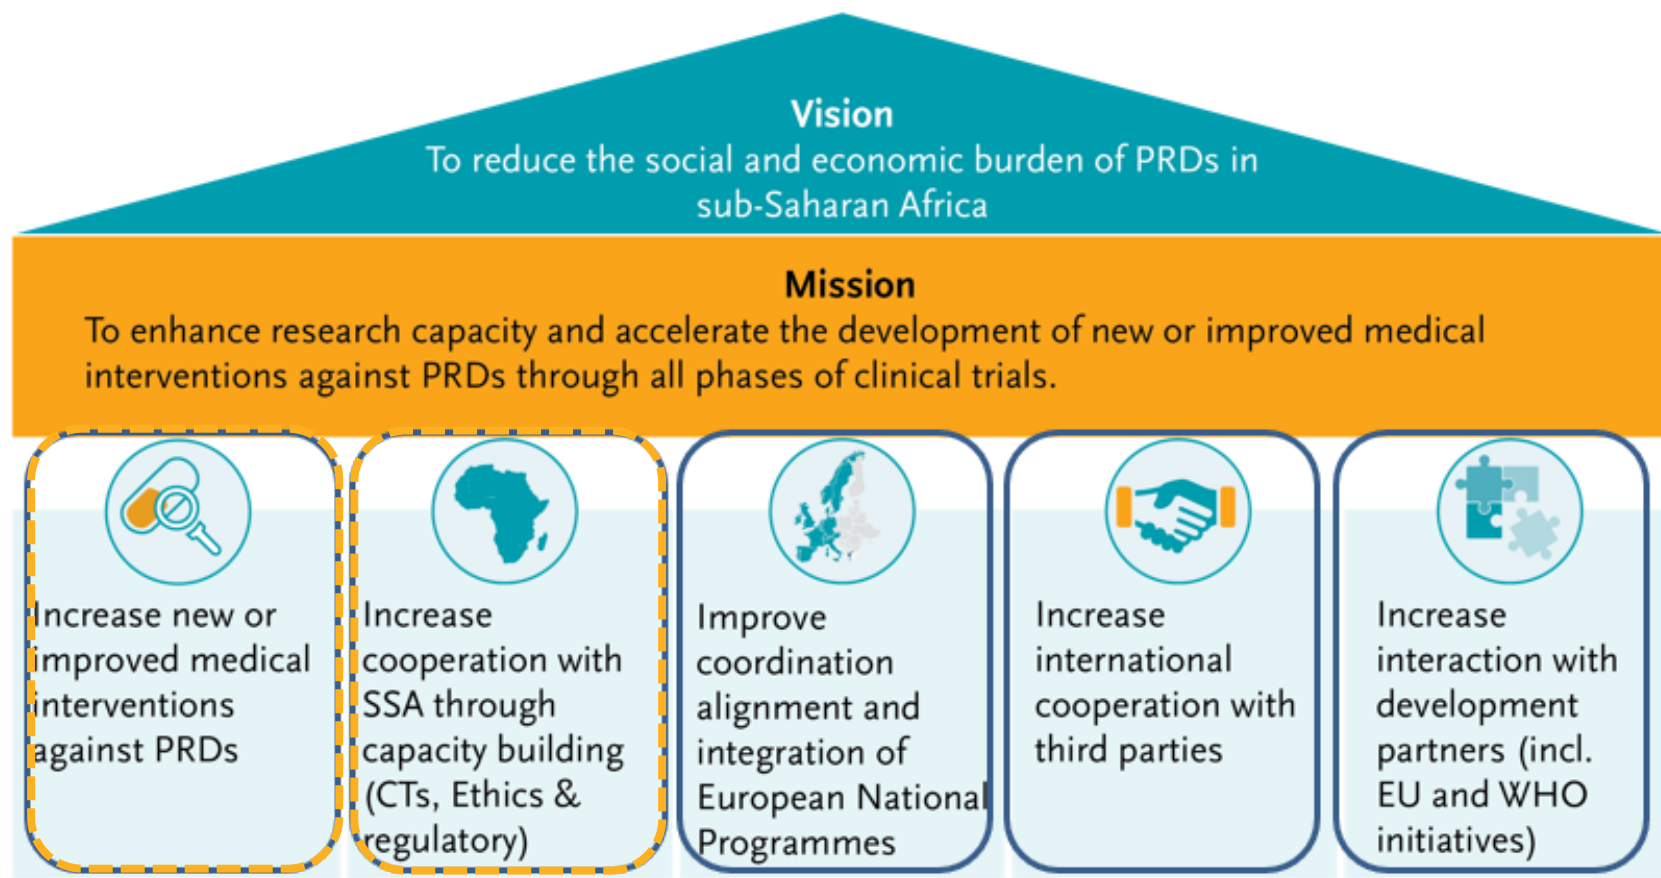 Vision
To reduce the social and economic burden of PRDs in
sub-Saharan Africa
Mission
To enhance research capacity and accelerate the development of new or improved medical
interventions against PRDs through all phases of clinical trials.
Increase new or
improved medical
interventions
against PRDs
Increase
cooperation with
SSA through
capacity building
(CTs, Ethics &
regulatory)
Improve
coordination
alignment and
integration of
European National
Programmes
Increase
international
cooperation with
third parties
Increase
interaction with
development
partners (incl.
EU and WHO
initiatives)